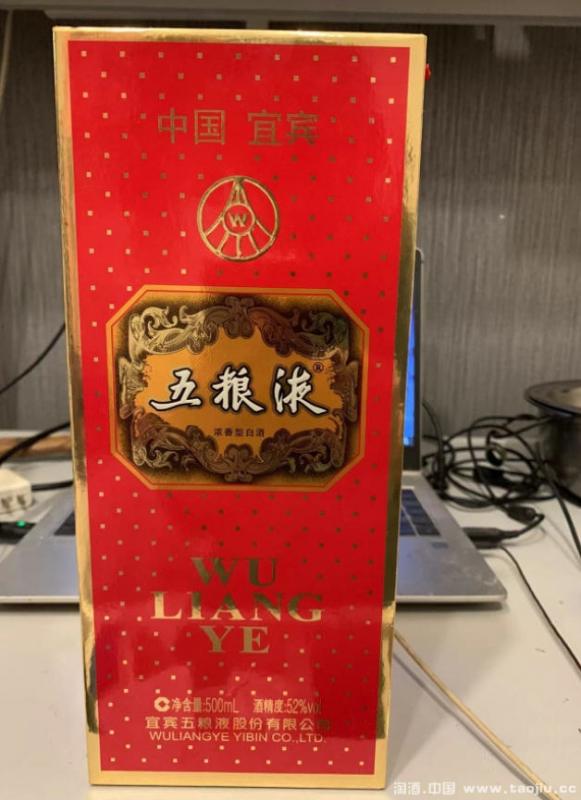 中国 宜宾
W
五粮液®
浓香型白酒
WU
LIANG
YE
净含量:500mL 酒精度:52%vol
宜宾五粮液股份有限公司
WULIANGYE YIBIN CO.,LTD.
淘酒.中国 www.taojiu.cc